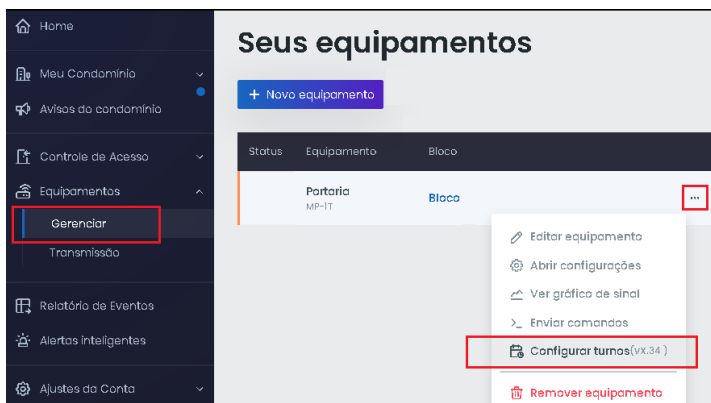 Home
Meu Condomínio
Avisos do condomínio
Controle de Acesso
Equipamentos
Gerenciar
Transmissão
Relatório de Eventos
Alertas inteligentes
Ajustes da Conta
Seus equipamentos
+ Novo equipamento
Status Equipamento Bloco
Portaria Bloco
MP-1T
Editar equipamento
Abrir configurações
Ver gráfico de sinal
Enviar comandos
Configurar turnos(vX.34 )
Remover equipamento